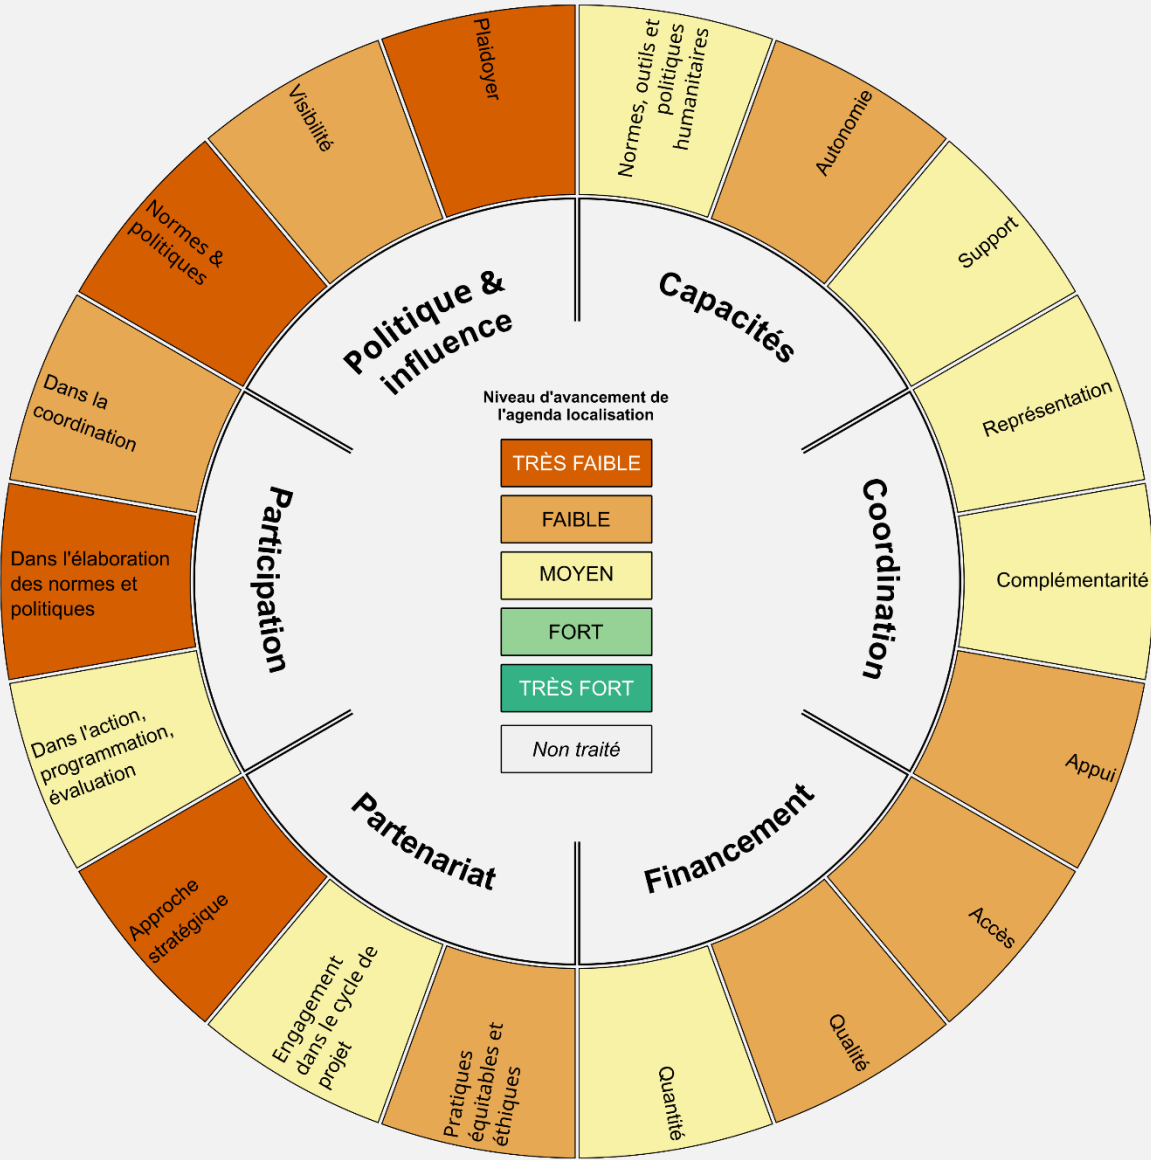 Plaidoyer
Normes, outils et
politiques
humanitaires
Autonomie
Support
Représentation
Complémentarité
Appui
Accès
Qualité
Quantité
Pratiques
équitables et
éthiques
Engagement
dans le cycle de
projet
Approche
stratégique
Dans l'action,
programmation,
évaluation
Dans l'élaboration
des normes et
politiques
Dans la
coordination
Normes &
politiques
Visibilité
Politique &
influence
Capacités
Coordination
Financement
Partenariat
Participation
Niveau d'avancement de
l'agenda localisation
TRÈS FAIBLE
FAIBLE
MOYEN
FORT
TRÈS FORT
Non traité